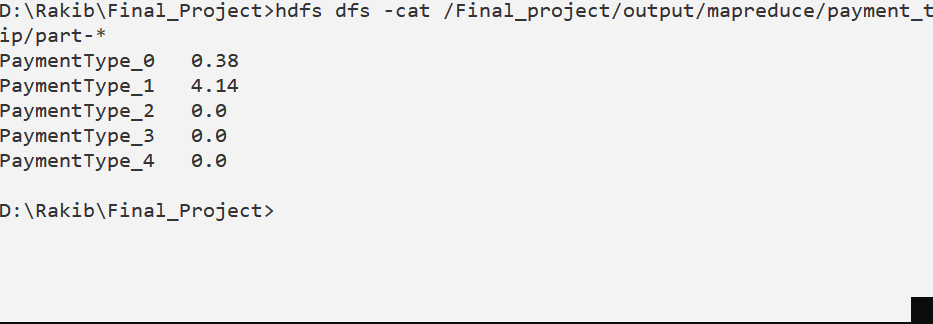 D:\Rakib\Final_Project>hdfs dfs -cat /Final_project/output/mapreduce/payment_t
ip/part-*
PaymentType_0   0.38
PaymentType_1   4.14
PaymentType_2   0.0
PaymentType_3   0.0
PaymentType_4   0.0
D:\Rakib\Final_Project>